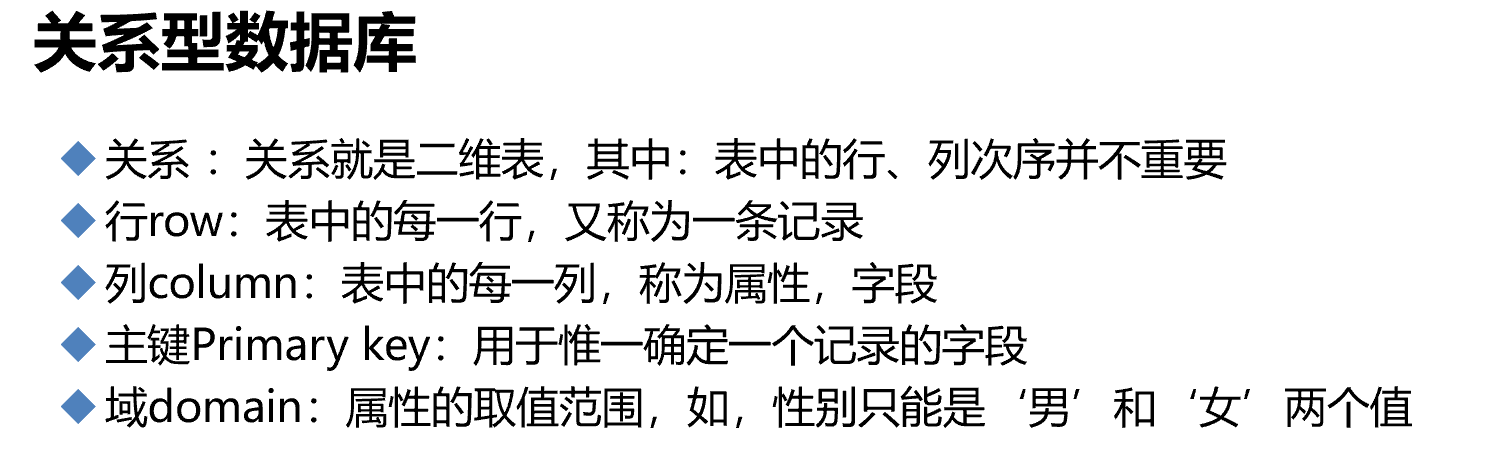 关系型数据库
关系 ：关系就是二维表，其中：表中的行、列次序并不重要
行row：表中的每一行，又称为一条记录
列column：表中的每一列，称为属性，字段
主键Primary key：用于惟一确定一个记录的字段
域domain：属性的取值范围，如，性别只能是‘男’和‘女’两个值